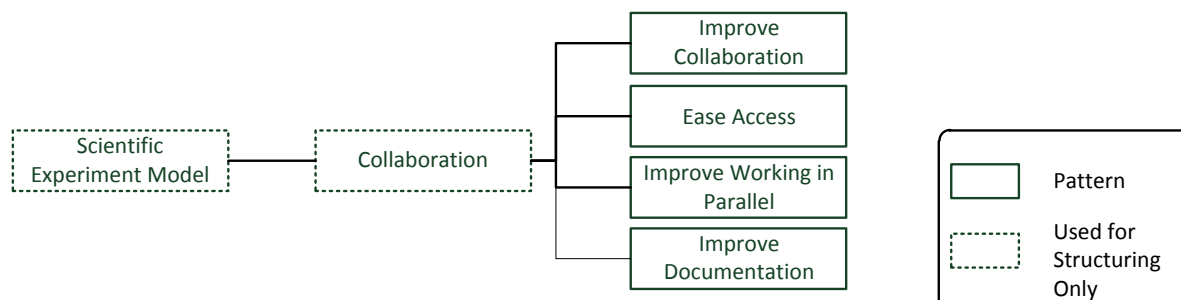 Improve
Collaboration
Ease Access
Scientific
Experiment Model
Collaboration
Improve Working in
Parallel
Improve
Documentation
Pattern
Used for
Structuring
Only